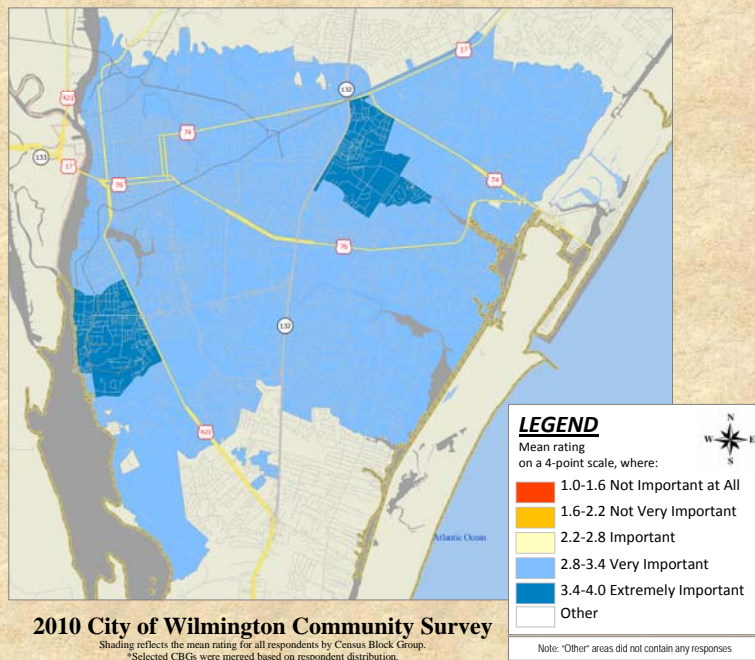 17
132
421
74
133
17
76
74
76
132
421
Atlantic Ocean
LEGEND
Mean rating
on a 4-point scale, where:
N
W E
S
1.0-1.6 Not Important at All
1.6-2.2 Not Very Important
2.2-2.8 Important
2.8-3.4 Very Important
3.4-4.0 Extremely Important
Other
Note: "Other" areas did not contain any responses
2010 City of Wilmington Community Survey
Shading reflects the mean rating for all respondents by Census Block Group.
*Selected CBGs were merged based on respondent distribution.